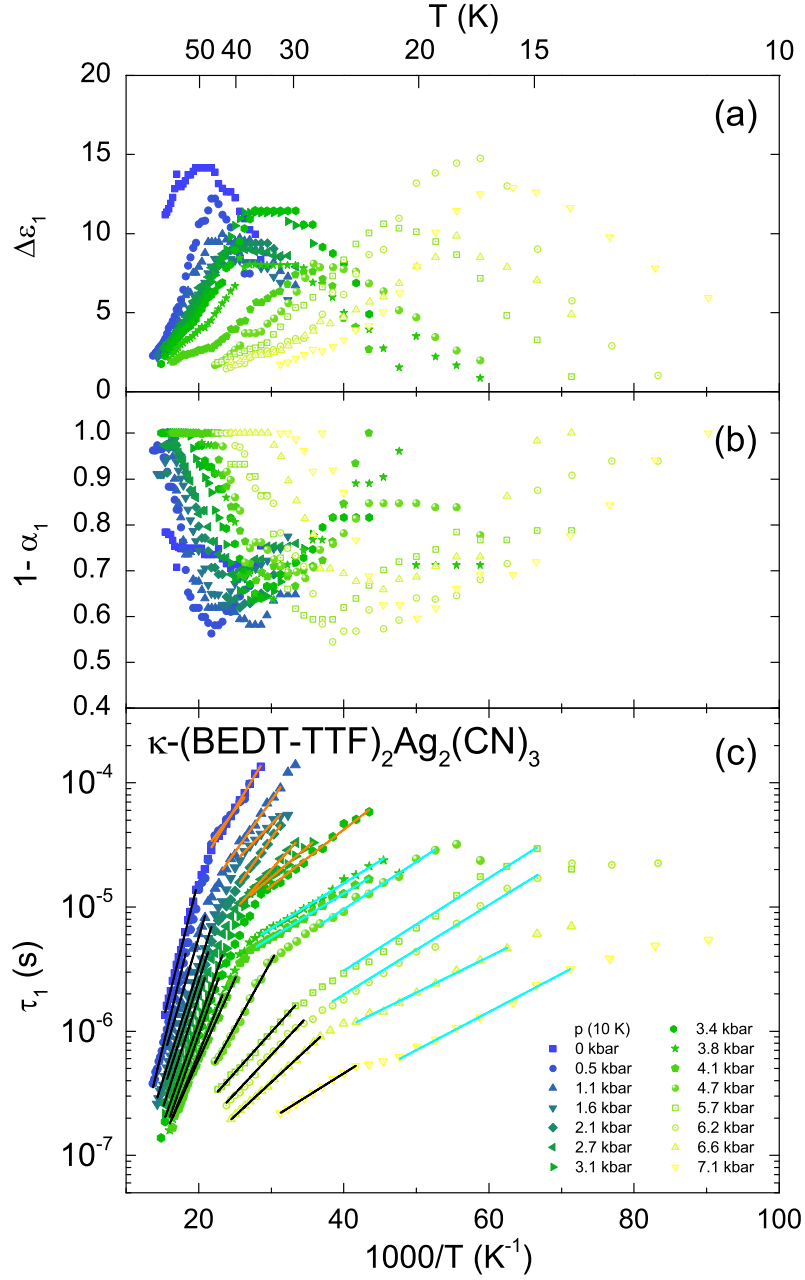 T (K)
50 40 30 20 15 10
20
15
10
5
0
Δε₁
(a)
1.0
0.9
0.8
0.7
0.6
0.5
0.4
1- α₁
(b)
κ-(BEDT-TTF)₂Ag₂(CN)₃
(c)
10⁻⁴
10⁻⁵
10⁻⁶
10⁻⁷
τ₁ (s)
p (10 K)
0 kbar
0.5 kbar
1.1 kbar
1.6 kbar
2.1 kbar
2.7 kbar
3.1 kbar
3.4 kbar
3.8 kbar
4.1 kbar
4.7 kbar
5.7 kbar
6.2 kbar
6.6 kbar
7.1 kbar
20 40 60 80 100
1000/T (K⁻¹)